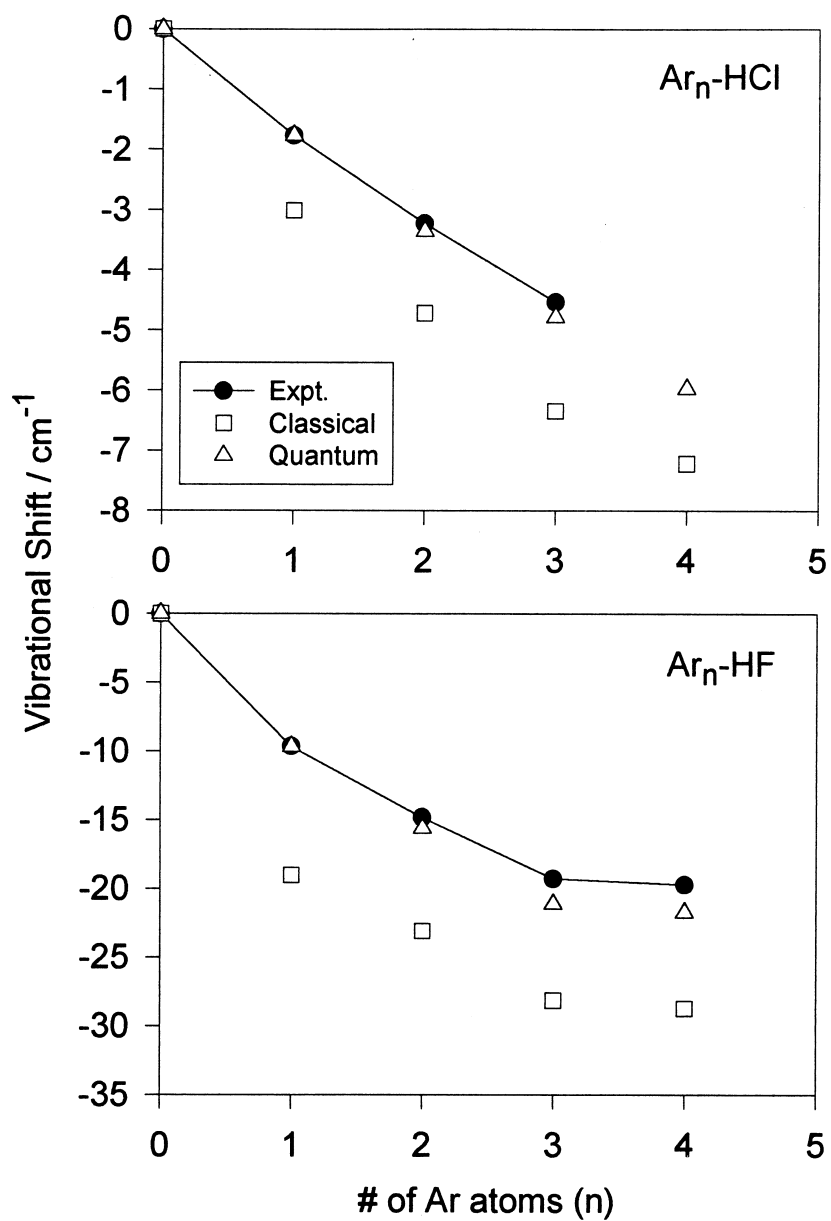 0
-1
-2
-3
-4
-5
-6
-7
-8
Arn-HCl
Expt.
Classical
Quantum
0 1 2 3 4 5
Vibrational Shift / cm-1
0
-5
-10
-15
-20
-25
-30
-35
Arn-HF
0 1 2 3 4 5
# of Ar atoms (n)